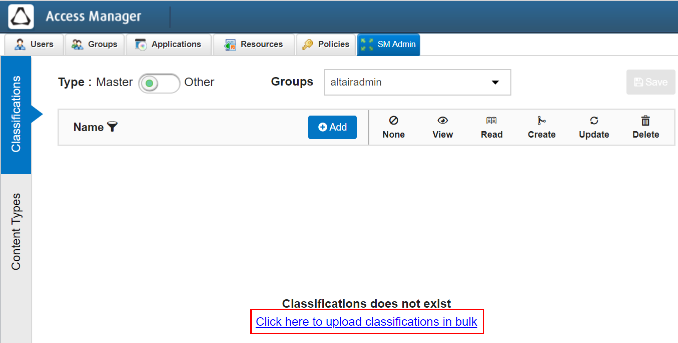 Access Manager
Users Groups Applications Resources Policies SM Admin
Classifications
Content Types
Type : Master Other Groups altairadmin Save
Name Add None View Read Create Update Delete
Classifications does not exist
Click here to upload classifications in bulk